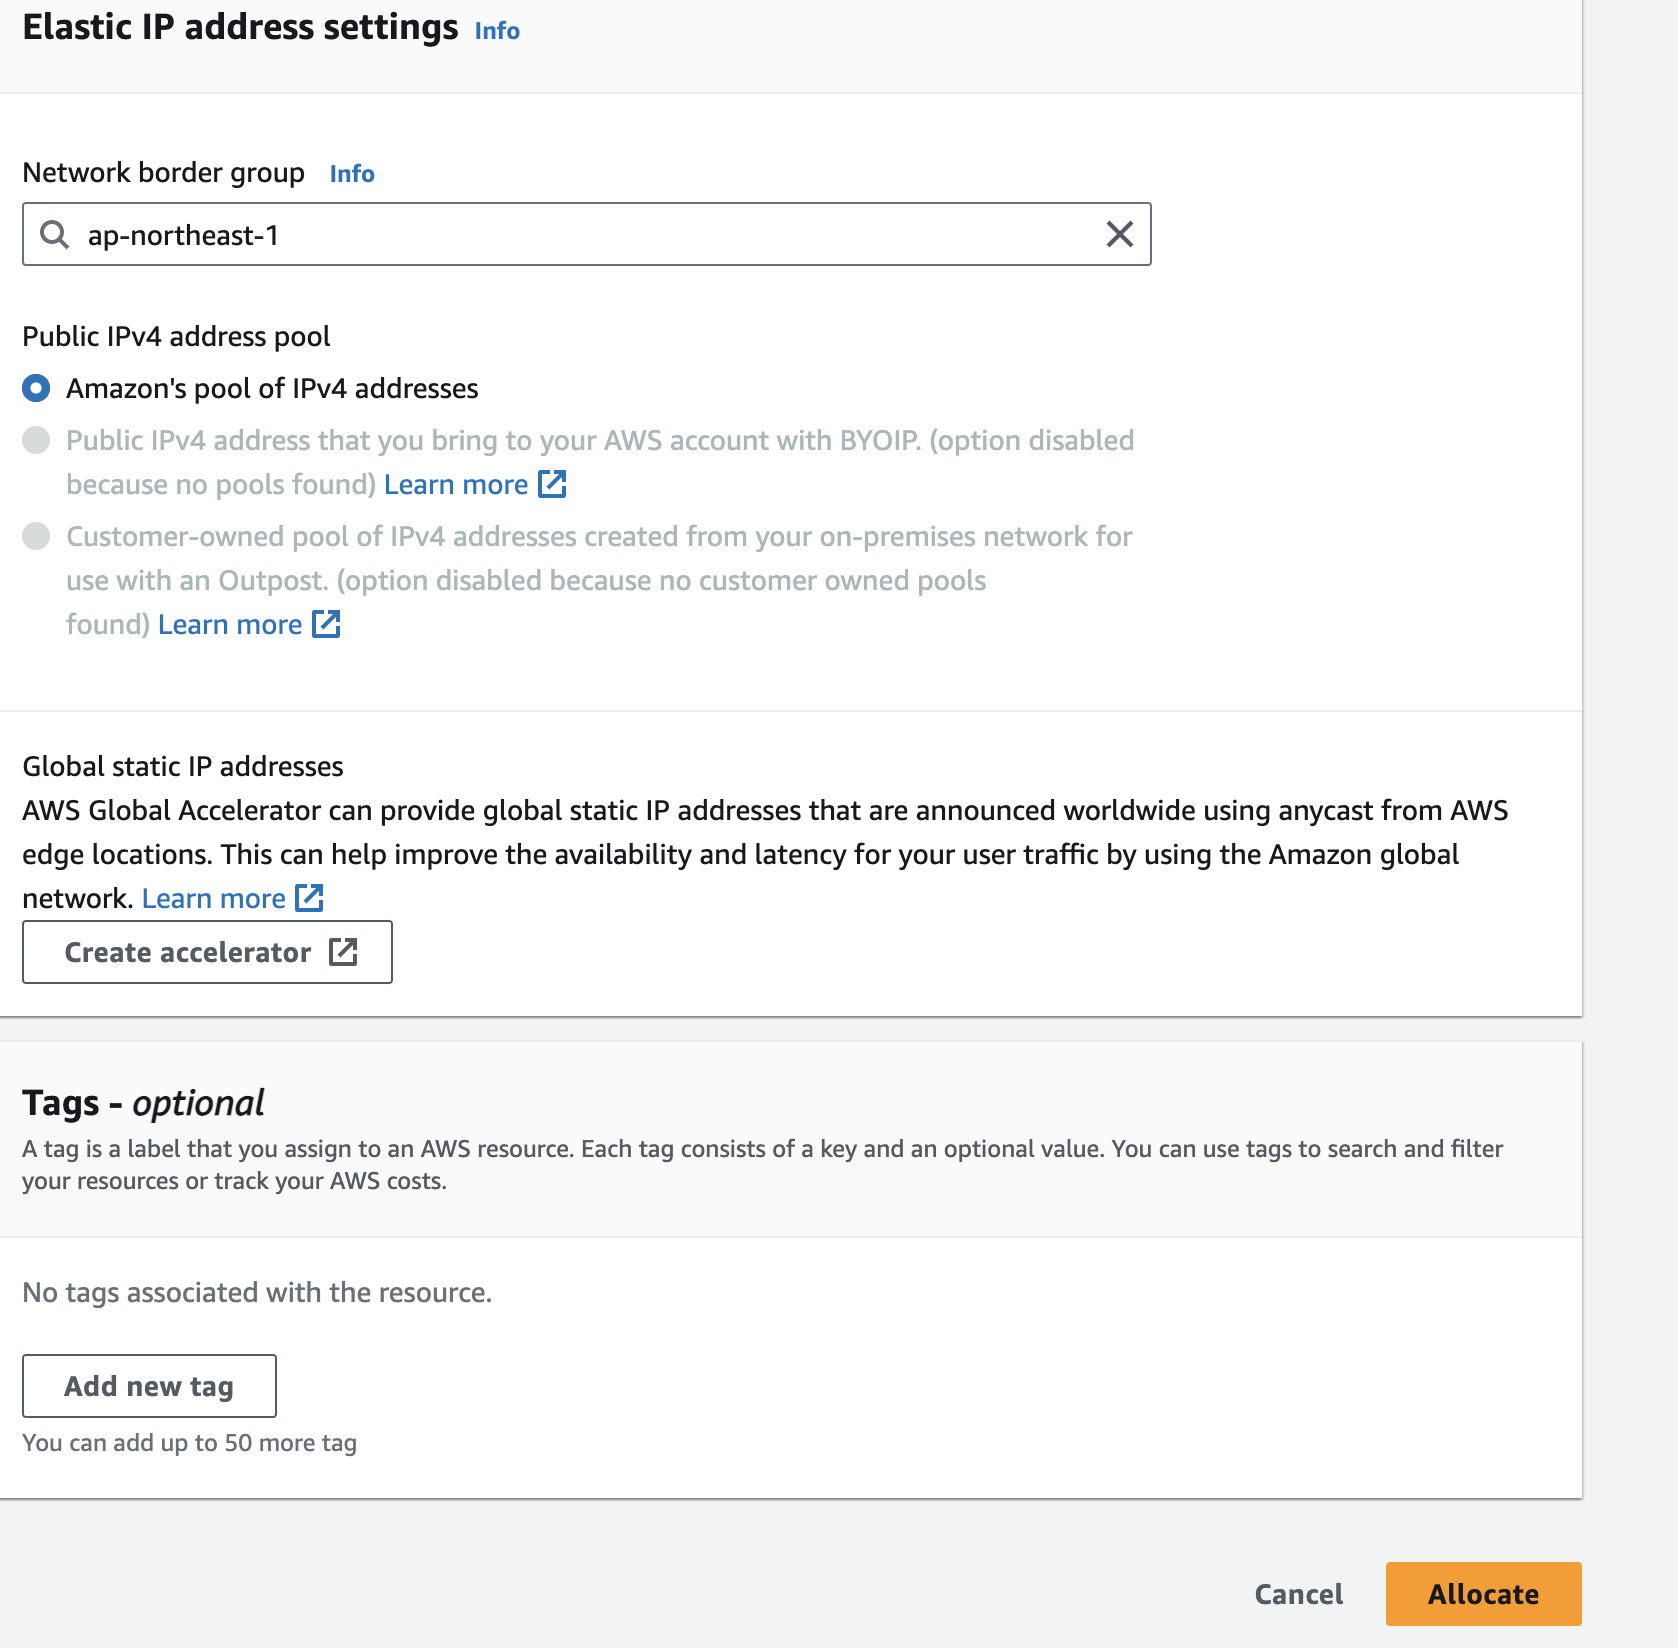 Elastic IP address settings Info
Network border group Info
ap-northeast-1
Public IPv4 address pool
Amazon's pool of IPv4 addresses
Public IPv4 address that you bring to your AWS account with BYOIP. (option disabled
because no pools found) Learn more
Customer-owned pool of IPv4 addresses created from your on-premises network for
use with an Outpost. (option disabled because no customer owned pools
found) Learn more
Global static IP addresses
AWS Global Accelerator can provide global static IP addresses that are announced worldwide using anycast from AWS
edge locations. This can help improve the availability and latency for your user traffic by using the Amazon global
network. Learn more
Create accelerator
Tags - optional
A tag is a label that you assign to an AWS resource. Each tag consists of a key and an optional value. You can use tags to search and filter
your resources or track your AWS costs.
No tags associated with the resource.
Add new tag
You can add up to 50 more tag
Cancel Allocate